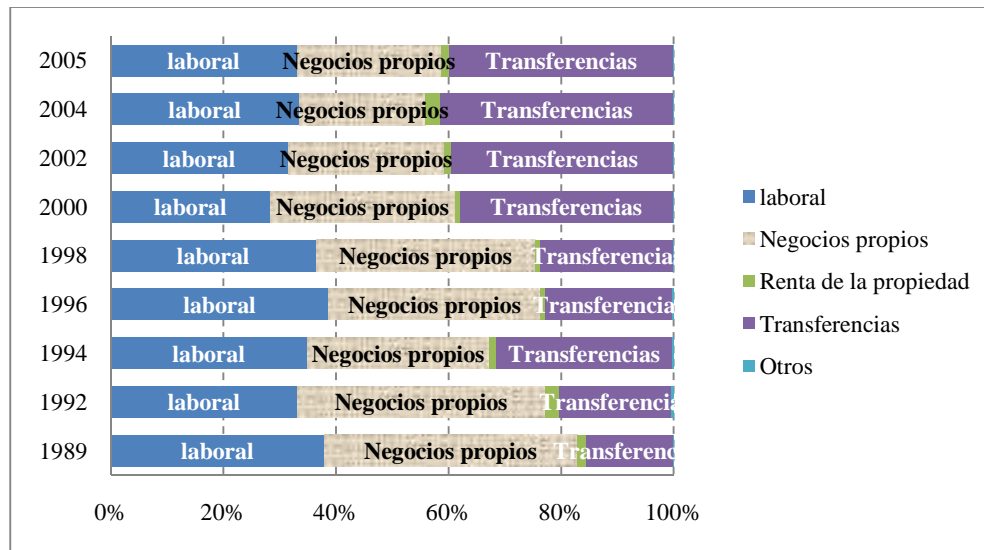 2005 laboral Negocios propios Transferencias
2004 laboral Negocios propios Transferencias
2002 laboral Negocios propios Transferencias
2000 laboral Negocios propios Transferencias
1998 laboral Negocios propios Transferencias
1996 laboral Negocios propios Transferencias
1994 laboral Negocios propios Transferencias
1992 laboral Negocios propios Transferencia
1989 laboral Negocios propios Transferenc
0% 20% 40% 60% 80% 100%
laboral
Negocios propios
Renta de la propiedad
Transferencias
Otros